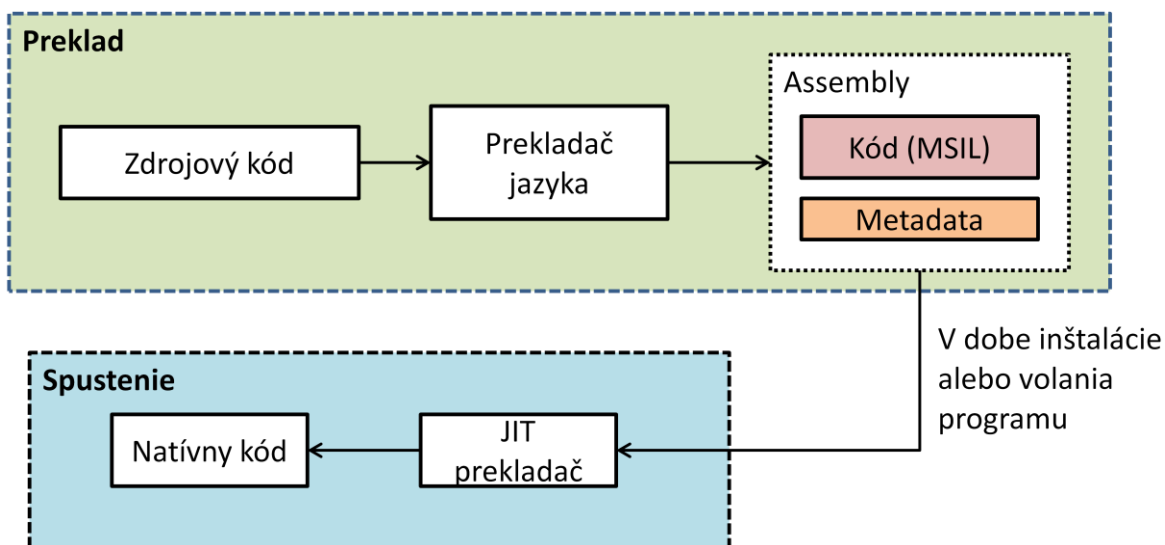 Preklad
Zdrojový kód
Prekladač
jazyka
Assembly
Kód (MSIL)
Metadata
V dobe inštalácie
alebo volania
programu
Spustenie
Natívny kód
JIT
prekladač